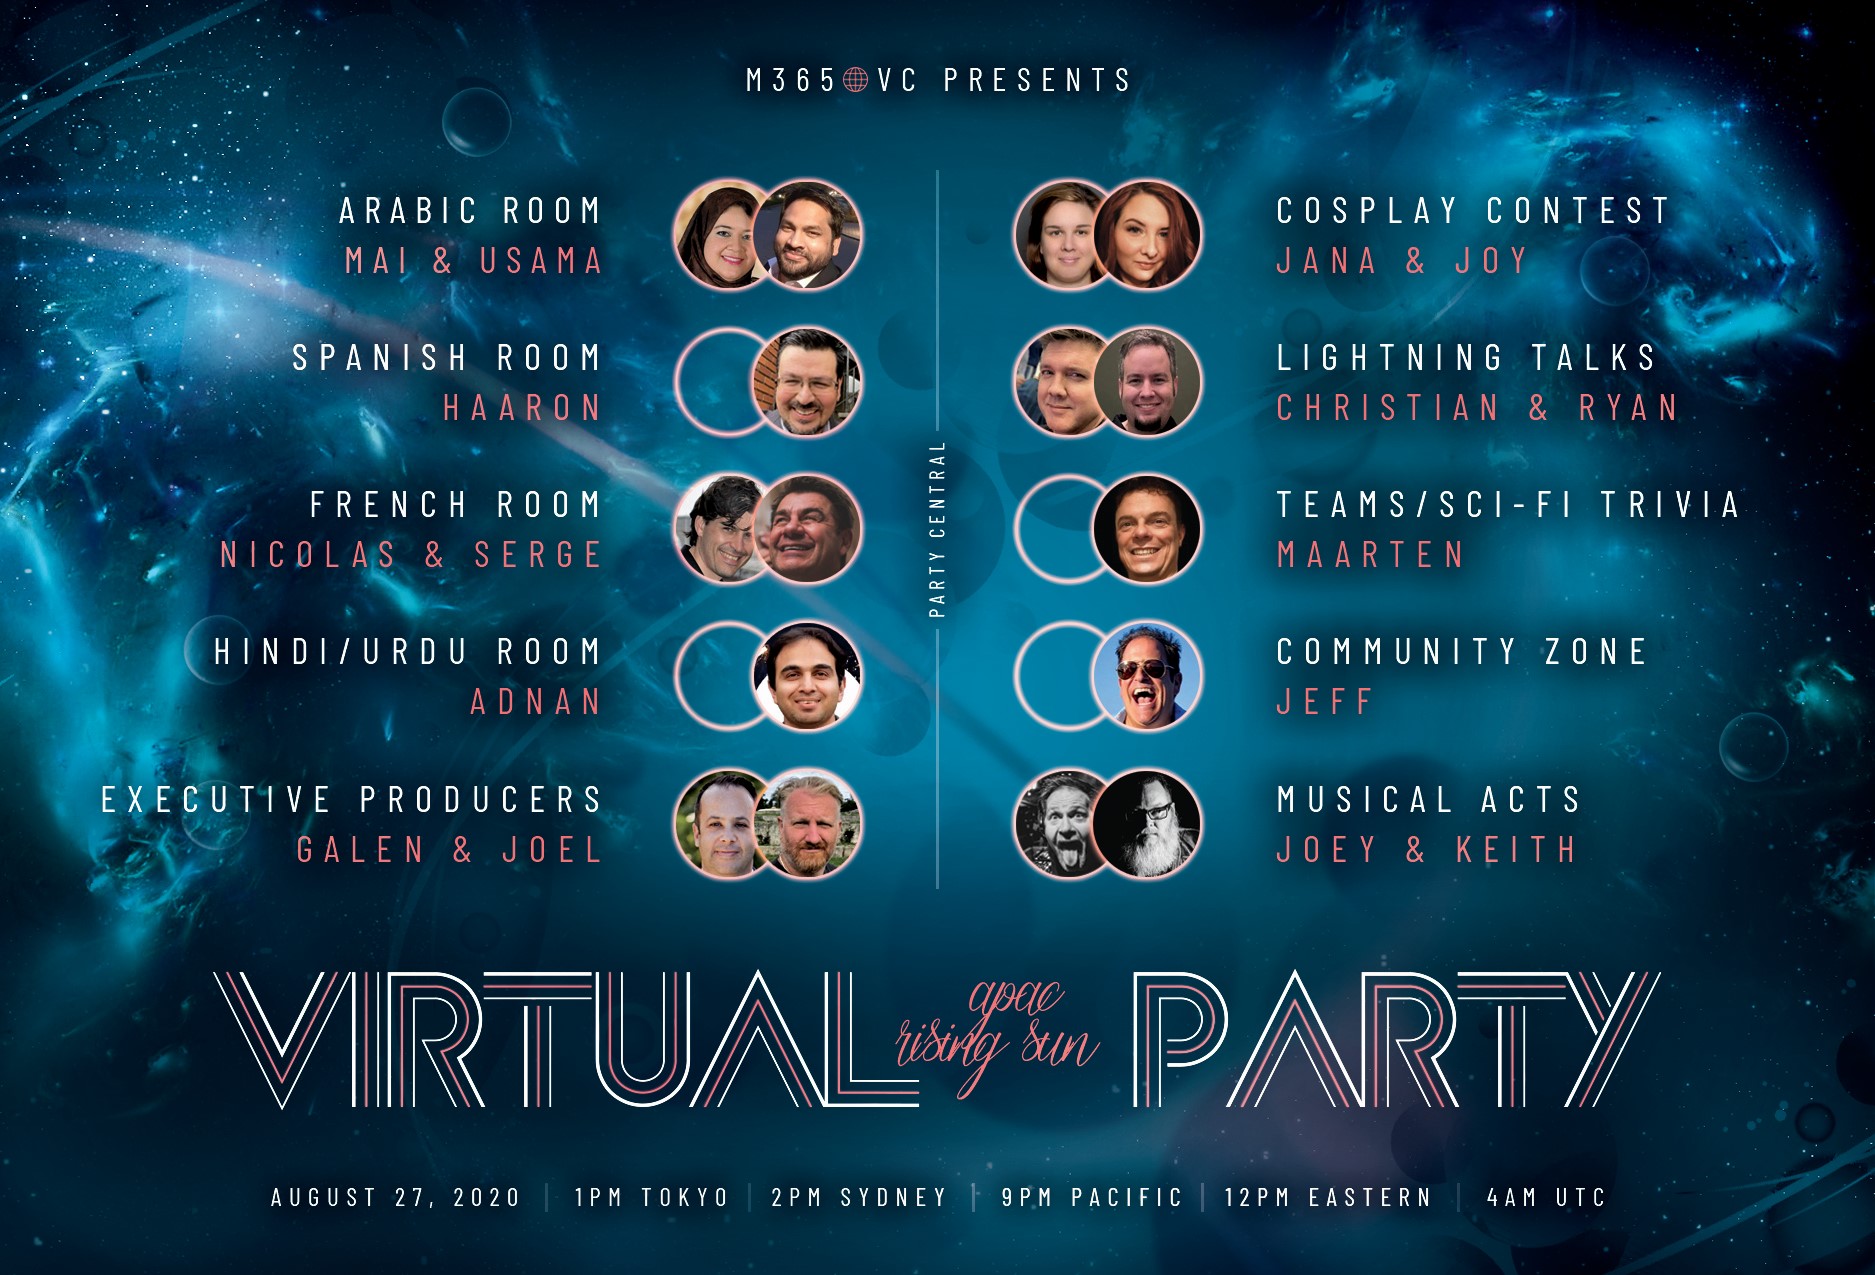 M365 VC PRESENTS
ARABIC ROOM
MAI & USAMA
SPANISH ROOM
HAARON
FRENCH ROOM
NICOLAS & SERGE
HINDI/URDU ROOM
ADNAN
EXECUTIVE PRODUCERS
GALEN & JOEL
PARTY CENTRAL
COSPLAY CONTEST
JANA & JOY
LIGHTNING TALKS
CHRISTIAN & RYAN
TEAMS/SCI-FI TRIVIA
MAARTEN
COMMUNITY ZONE
JEFF
MUSICAL ACTS
JOEY & KEITH
VIRTUAL
apac
rising sun
PARTY
AUGUST 27, 2020 | 1PM TOKYO | 2PM SYDNEY | 9PM PACIFIC | 12PM EASTERN | 4AM UTC